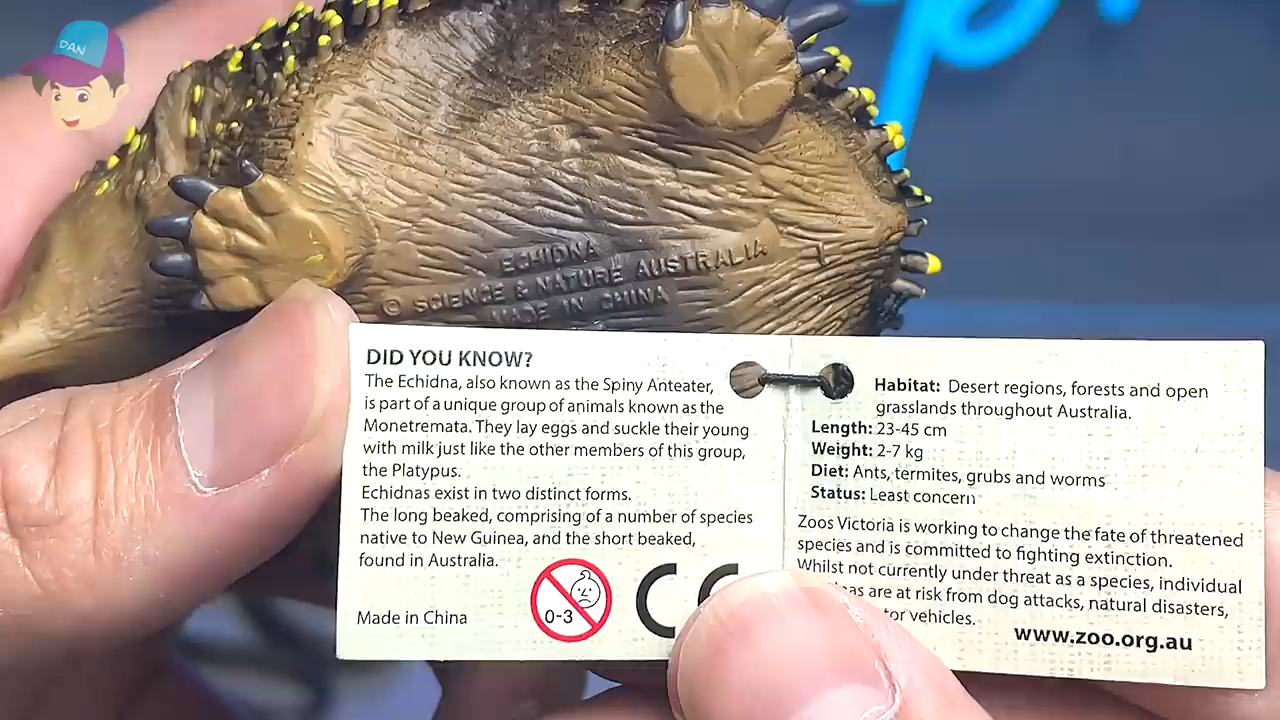 DAN
ECHIDNA
© SCIENCE & NATURE AUSTRALIA
MADE IN CHINA
DID YOU KNOW?
The Echidna, also known as the Spiny Anteater,
is part of a unique group of animals known as the
Monetremata. They lay eggs and suckle their young
with milk just like the other members of this group,
the Platypus.
Echidnas exist in two distinct forms.
The long beaked, comprising of a number of species
native to New Guinea, and the short beaked,
found in Australia.
0-3
CE
Made in China
Habitat: Desert regions, forests and open
grasslands throughout Australia.
Length: 23-45 cm
Weight: 2-7 kg
Diet: Ants, termites, grubs and worms
Status: Least concern
Zoos Victoria is working to change the fate of threatened
species and is committed to fighting extinction.
Whilst not currently under threat as a species, individual
are at risk from dog attacks, natural disasters,
vehicles.
www.zoo.org.au